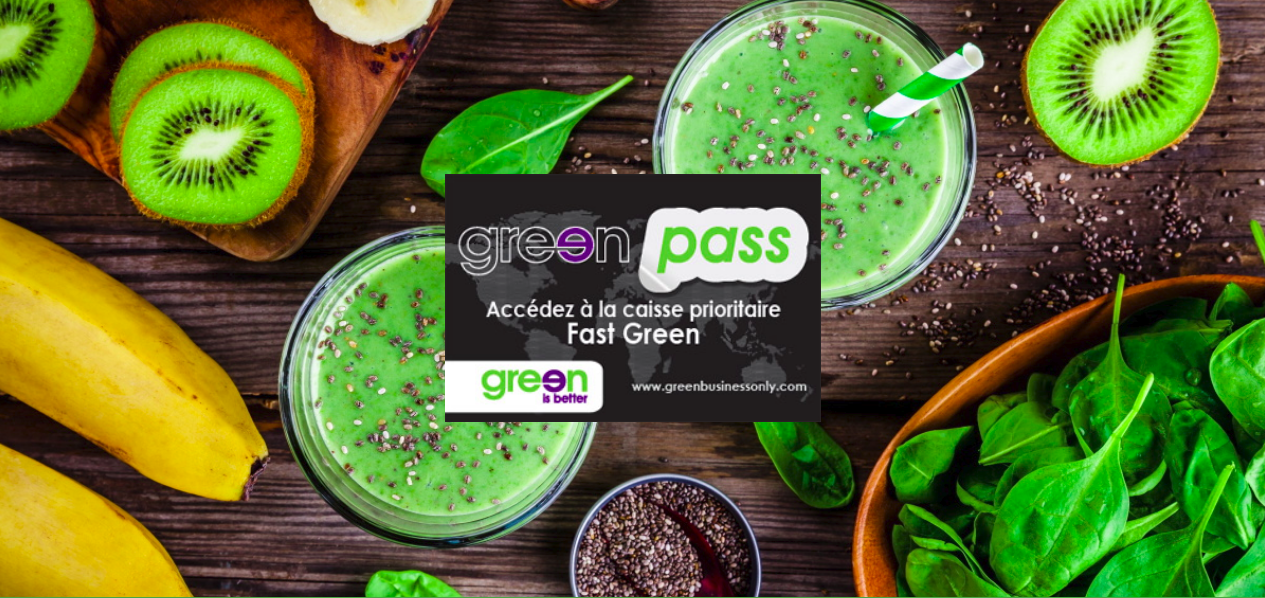 green pass
Accédez à la caisse prioritaire
Fast Green
green
is better
www.greenbusinessonly.com